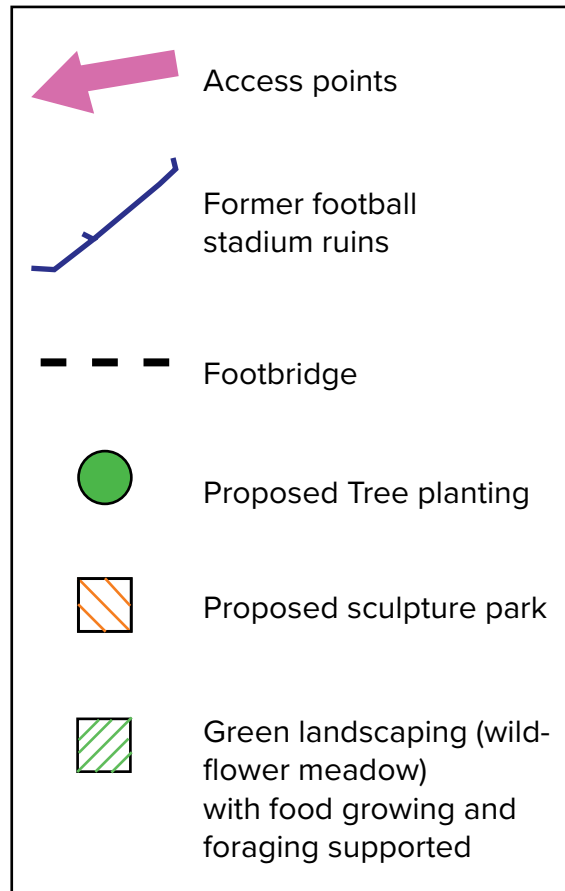 Access points
Former football
stadium ruins
Footbridge
Proposed Tree planting
Proposed sculpture park
Green landscaping (wild-
flower meadow)
with food growing and
foraging supported